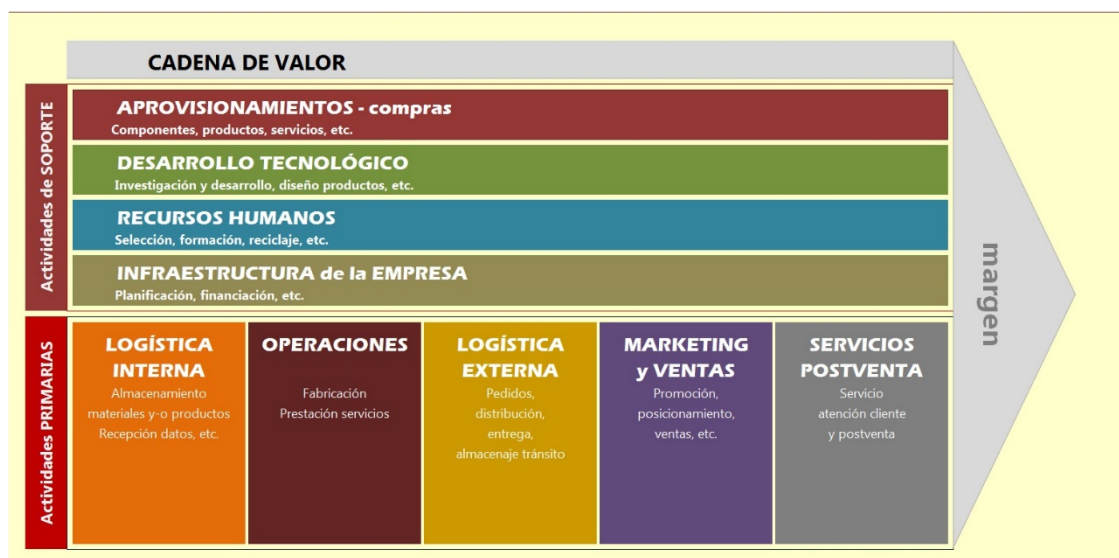 CADENA DE VALOR
Actividades de SOPORTE
APROVISIONAMIENTOS - compras
Componentes, productos, servicios, etc.
DESARROLLO TECNOLÓGICO
Investigación y desarrollo, diseño productos, etc.
RECURSOS HUMANOS
Selección, formación, reciclaje, etc.
INFRAESTRUCTURA de la EMPRESA
Planificación, financiación, etc.
Actividades PRIMARIAS
LOGÍSTICA
INTERNA
Almacenamiento
materiales y-o productos
Recepción datos, etc.
OPERACIONES
Fabricación
Prestación servicios
LOGÍSTICA
EXTERNA
Pedidos,
distribución,
entrega,
almacenaje tránsito
MARKETING
y VENTAS
Promoción,
posicionamiento,
ventas, etc.
SERVICIOS
POSTVENTA
Servicio
atención cliente
y postventa
margen